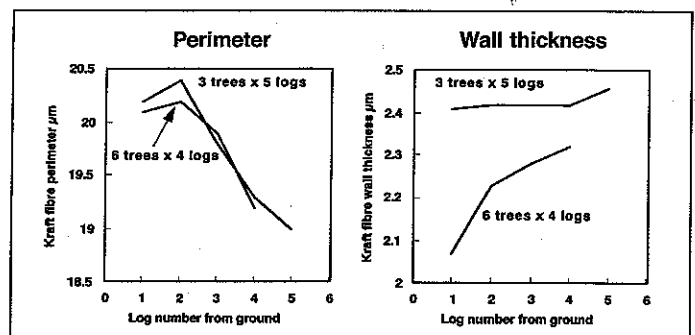 Perimeter
Kraft fibre perimeter µm
20.5
20
19.5
19
18.5
3 trees x 5 logs
6 trees x 4 logs
0 1 2 3 4 5 6
Log number from ground
Wall thickness
Kraft fibre wall thickness µm
2.5
2.4
2.3
2.2
2.1
2
3 trees x 5 logs
6 trees x 4 logs
0 1 2 3 4 5 6
Log number from ground